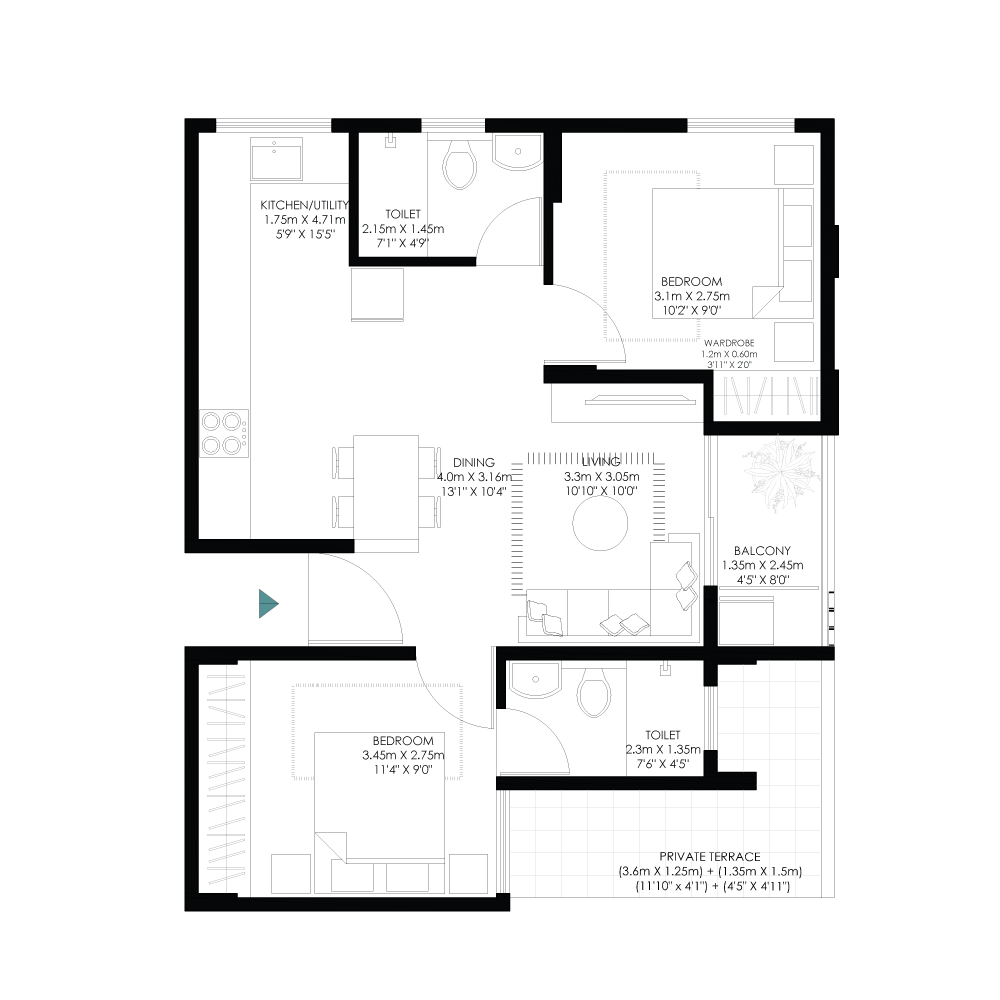 KITCHEN/UTILITY
1.75m X 4.71m
5'9" X 15'5"
TOILET
2.15m X 1.45m
7'1" X 4'9"
BEDROOM
3.1m X 2.75m
10'2" X 9'0"
WARDROBE
1.2m X 0.60m
3'11" X 2'0"
DINING
4.0m X 3.16m
13'1" X 10'4"
LIVING
3.3m X 3.05m
10'10" X 10'0"
BALCONY
1.35m X 2.45m
4'5" X 8'0"
BEDROOM
3.45m X 2.75m
11'4" X 9'0"
TOILET
2.3m X 1.35m
7'6" X 4'5"
PRIVATE TERRACE
(3.6m X 1.25m) + (1.35m X 1.5m)
(11'10" x 4'1") + (4'5" X 4'11")